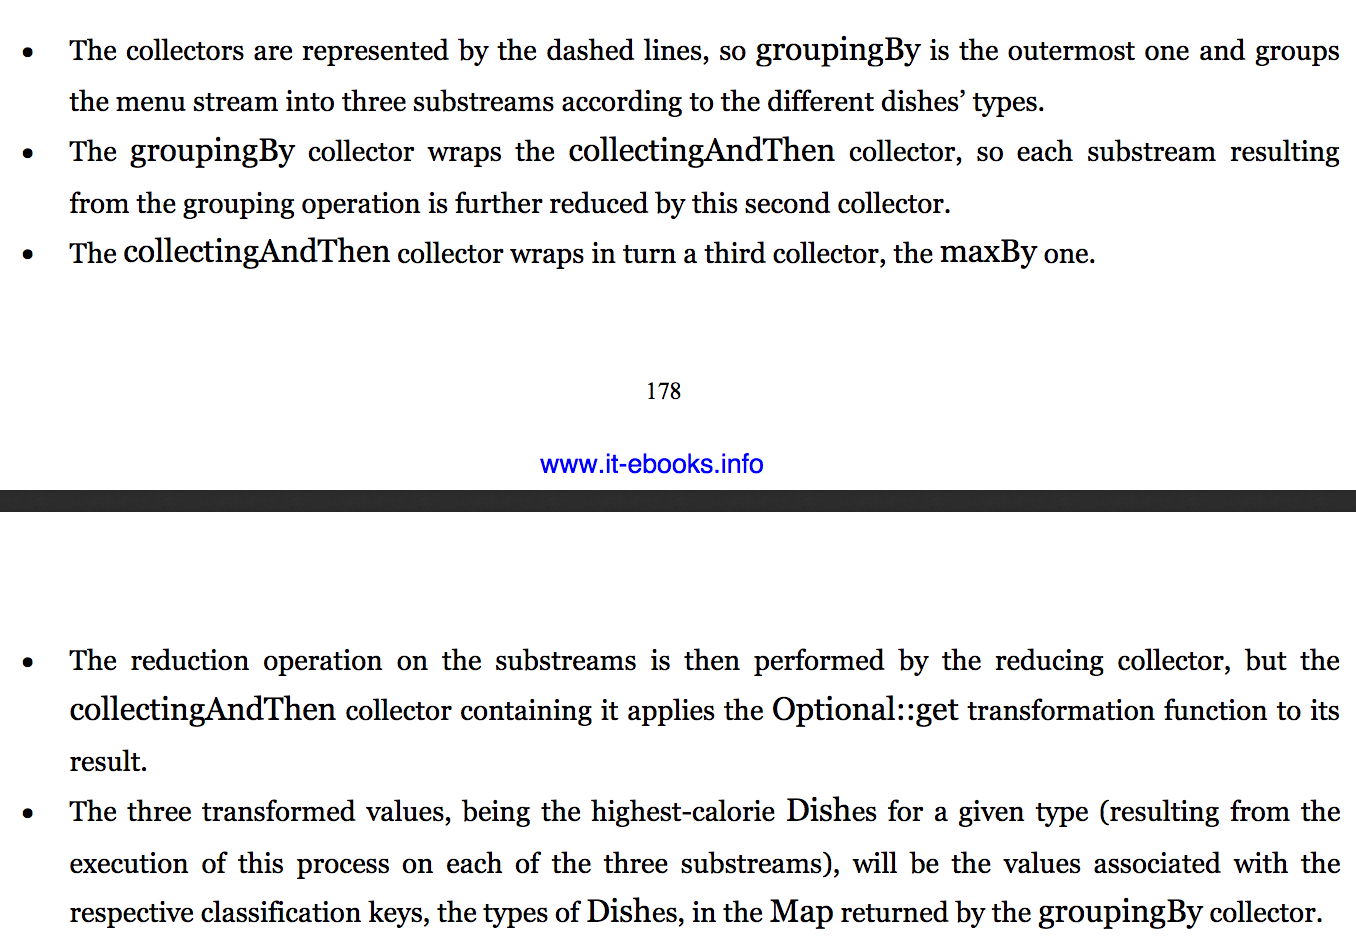 • The collectors are represented by the dashed lines, so groupingBy is the outermost one and groups
the menu stream into three substreams according to the different dishes’ types.
• The groupingBy collector wraps the collectingAndThen collector, so each substream resulting
from the grouping operation is further reduced by this second collector.
• The collectingAndThen collector wraps in turn a third collector, the maxBy one.
178
www.it-ebooks.info
• The reduction operation on the substreams is then performed by the reducing collector, but the
collectingAndThen collector containing it applies the Optional::get transformation function to its
result.
• The three transformed values, being the highest-calorie Dishes for a given type (resulting from the
execution of this process on each of the three substreams), will be the values associated with the
respective classification keys, the types of Dishes, in the Map returned by the groupingBy collector.